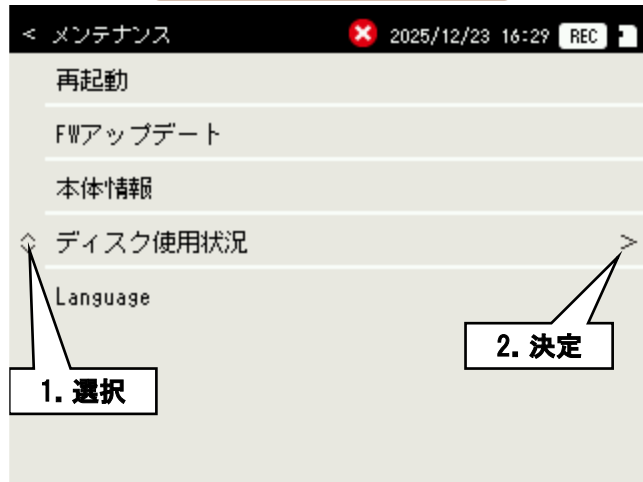 < メンテナンス 2025/12/23 16:29 REC
再起動
FWアップデート
本体情報
ディスク使用状況 >
Language
2. 決定
1. 選択